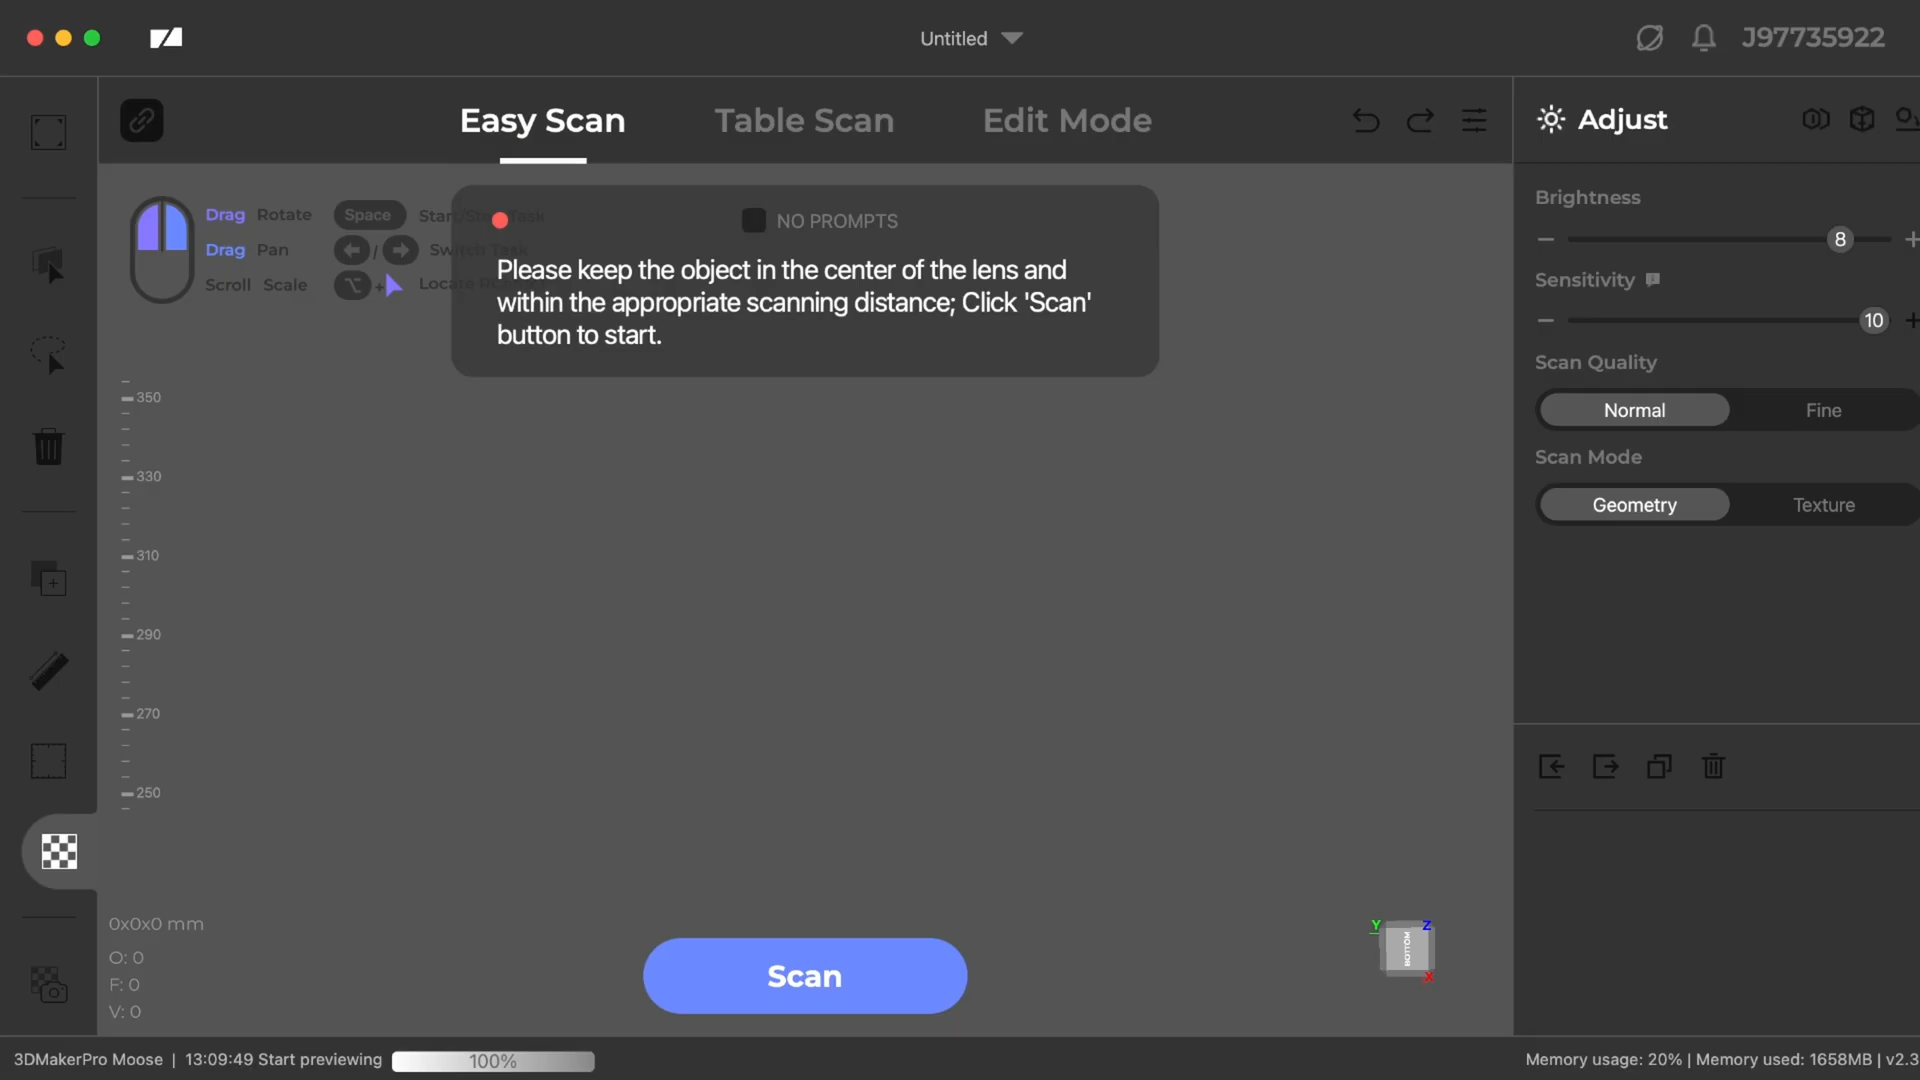 Untitled
J97735922
Easy Scan
Table Scan
Edit Mode
Adjust
Drag Rotate Space
Drag Pan /
Scroll Scale +
NO PROMPTS
Please keep the object in the center of the lens and
within the appropriate scanning distance; Click 'Scan'
button to start.
Brightness
8
Sensitivity
10
Scan Quality
Normal
Fine
Scan Mode
Geometry
Texture
350
330
310
290
270
250
0x0x0 mm
O: 0
F: 0
V: 0
Scan
Y
Z
BOTTOM
X
3DMakerPro Moose | 13:09:49 Start previewing
100%
Memory usage: 20% | Memory used: 1658MB | v2.3